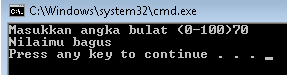 C:\Windows\system32\cmd.exe
Masukkan angka bulat (0-100)70
Nilaimu bagus
Press any key to continue . . .